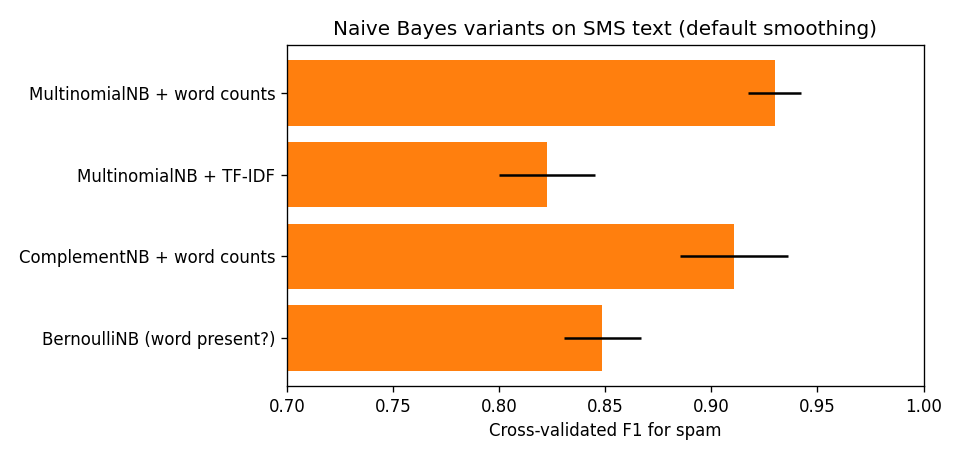 Naive Bayes variants on SMS text (default smoothing)
MultinomialNB + word counts
MultinomialNB + TF-IDF
ComplementNB + word counts
BernoulliNB (word present?)
0.70 0.75 0.80 0.85 0.90 0.95 1.00
Cross-validated F1 for spam